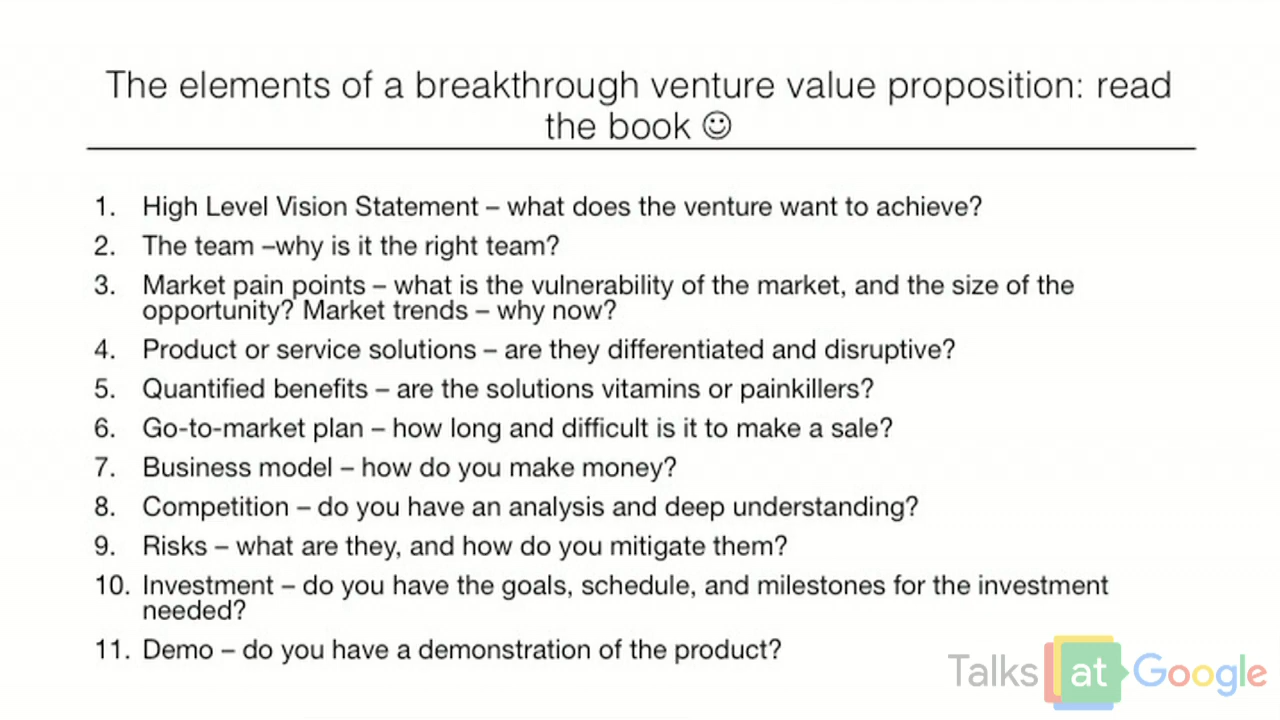 The elements of a breakthrough venture value proposition: read
the book ☺
1. High Level Vision Statement – what does the venture want to achieve?
2. The team –why is it the right team?
3. Market pain points – what is the vulnerability of the market, and the size of the
opportunity? Market trends – why now?
4. Product or service solutions – are they differentiated and disruptive?
5. Quantified benefits – are the solutions vitamins or painkillers?
6. Go-to-market plan – how long and difficult is it to make a sale?
7. Business model – how do you make money?
8. Competition – do you have an analysis and deep understanding?
9. Risks – what are they, and how do you mitigate them?
10. Investment – do you have the goals, schedule, and milestones for the investment
needed?
11. Demo – do you have a demonstration of the product?
Talks at Google